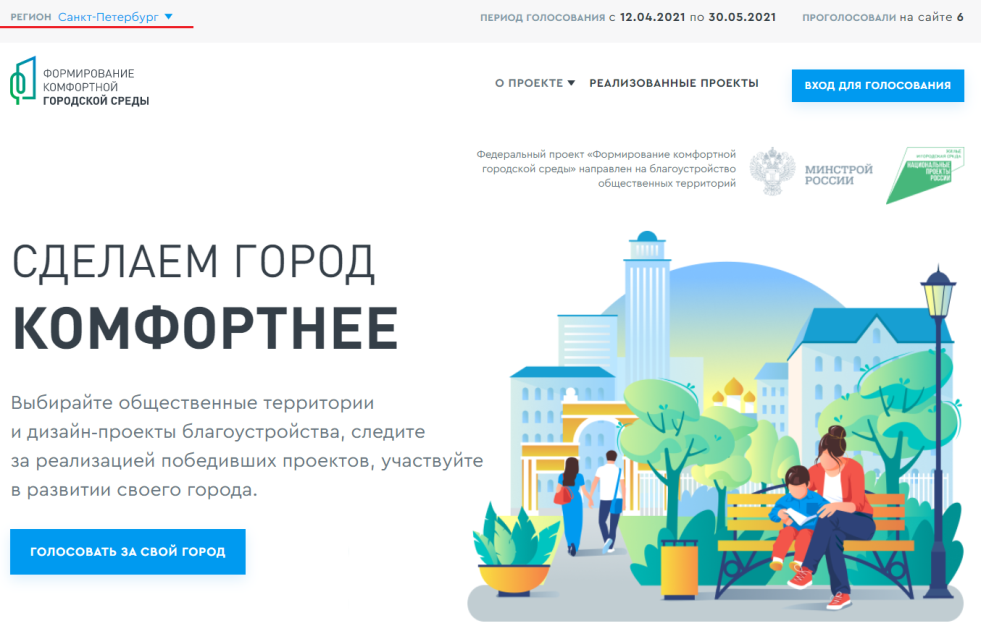 РЕГИОН Санкт-Петербург
ПЕРИОД ГОЛОСОВАНИЯ с 12.04.2021 по 30.05.2021
ПРОГОЛОСОВАЛИ на сайте 6
ФОРМИРОВАНИЕ
КОМФОРТНОЙ
ГОРОДСКОЙ СРЕДЫ
О ПРОЕКТЕ
РЕАЛИЗОВАННЫЕ ПРОЕКТЫ
ВХОД ДЛЯ ГОЛОСОВАНИЯ
Федеральный проект «Формирование комфортной
городской среды» направлен на благоустройство
общественных территорий
МИНСТРОЙ
РОССИИ
ЖИЛЬЕ
И ГОРОДСКАЯ СРЕДА
НАЦИОНАЛЬНЫЕ
ПРОЕКТЫ
РОССИИ
СДЕЛАЕМ ГОРОД
КОМФОРТНЕЕ
Выбирайте общественные территории
и дизайн-проекты благоустройства, следите
за реализацией победивших проектов, участвуйте
в развитии своего города.
ГОЛОСОВАТЬ ЗА СВОЙ ГОРОД